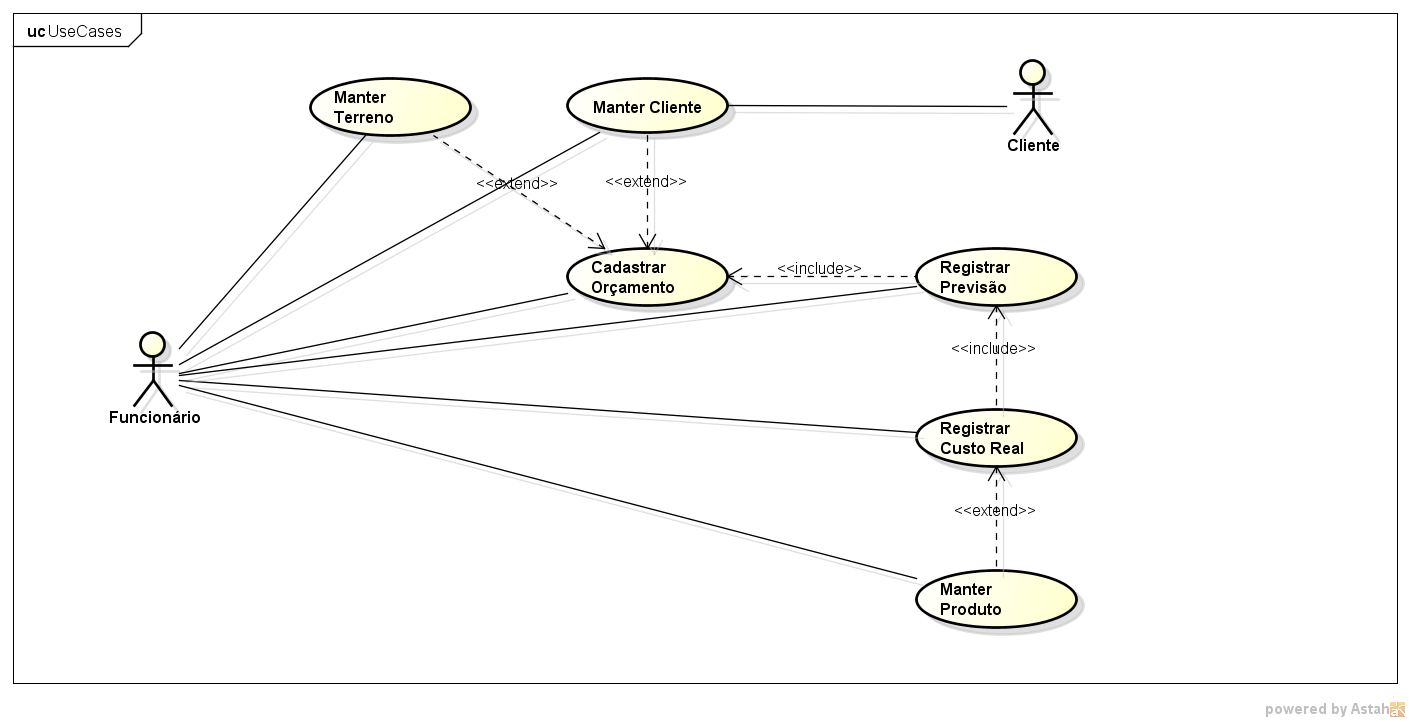 uc UseCases
Manter
Terreno
Manter Cliente
Cliente
<<extend>>
<<extend>>
Cadastrar
Orçamento
<<include>>
Registrar
Previsão
<<include>>
Funcionário
Registrar
Custo Real
<<extend>>
Manter
Produto
powered by Astah